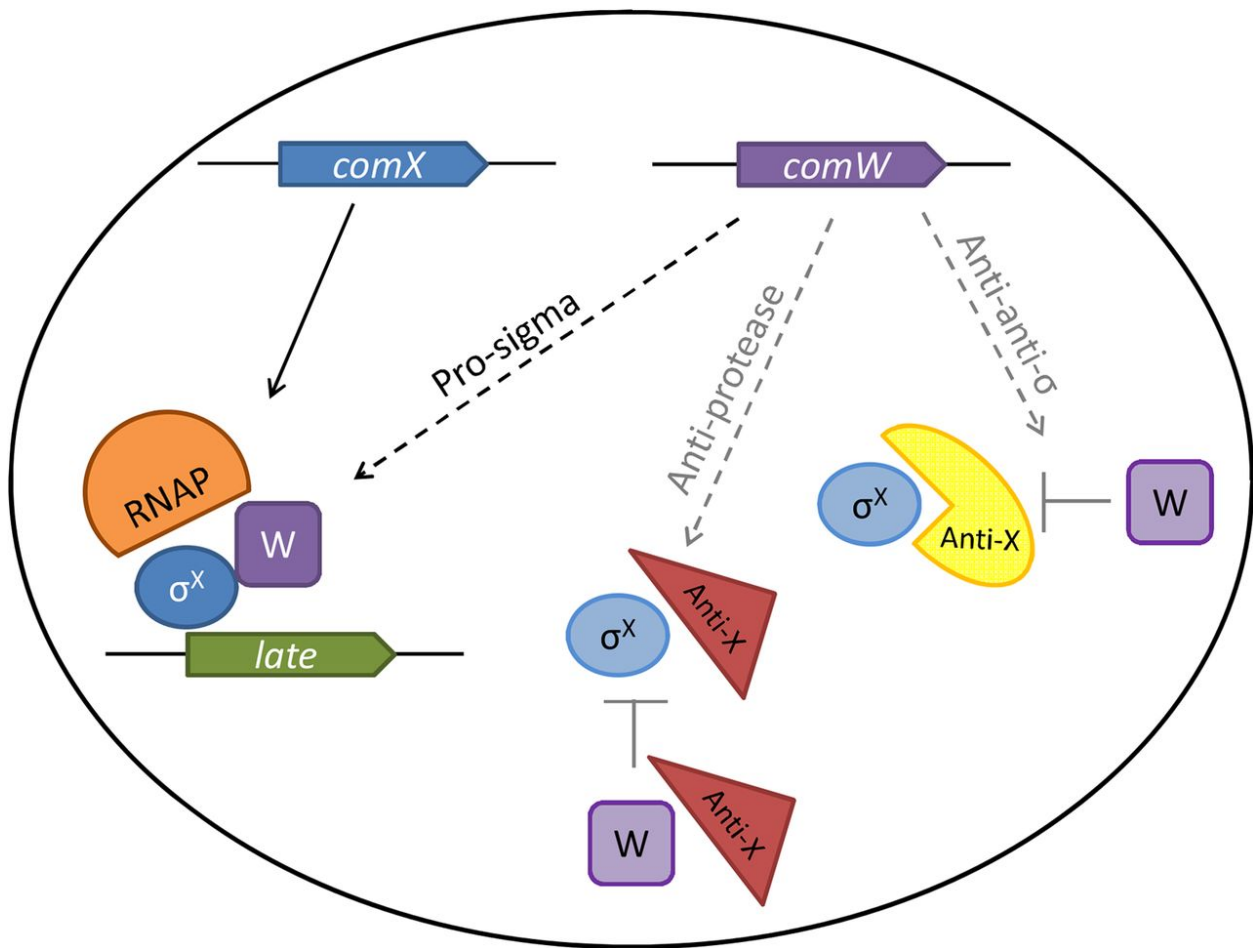 comX
comW
Pro-sigma
Anti-protease
Anti-anti-σ
RNAP
W
σX
late
σX
Anti-X
W
Anti-X
σX
Anti-X
W